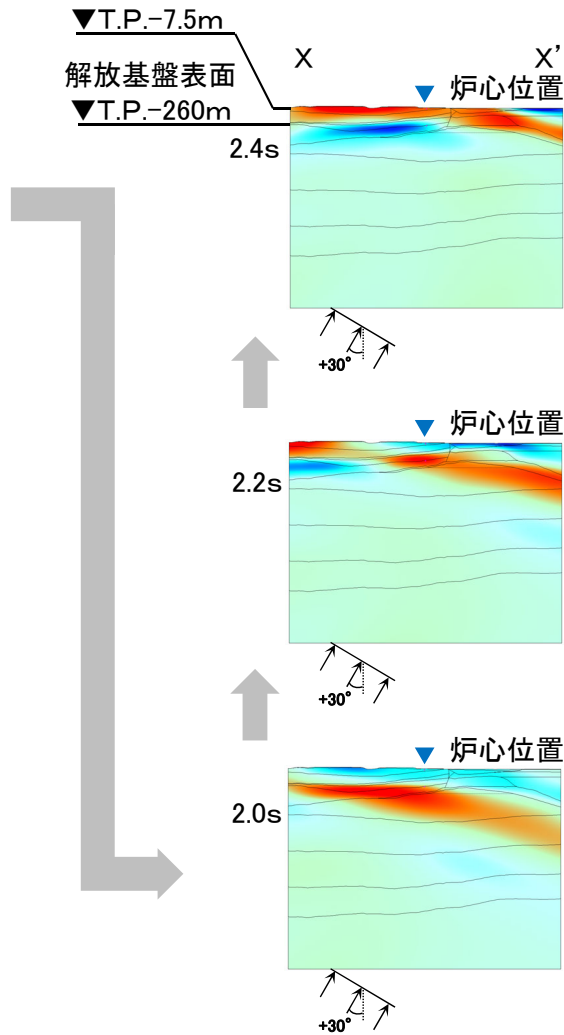 ▼T.P.-7.5m
X X'
解放基盤表面
▼炉心位置
▼T.P.-260m
2.4s
+30°
▼炉心位置
2.2s
+30°
▼炉心位置
2.0s
+30°